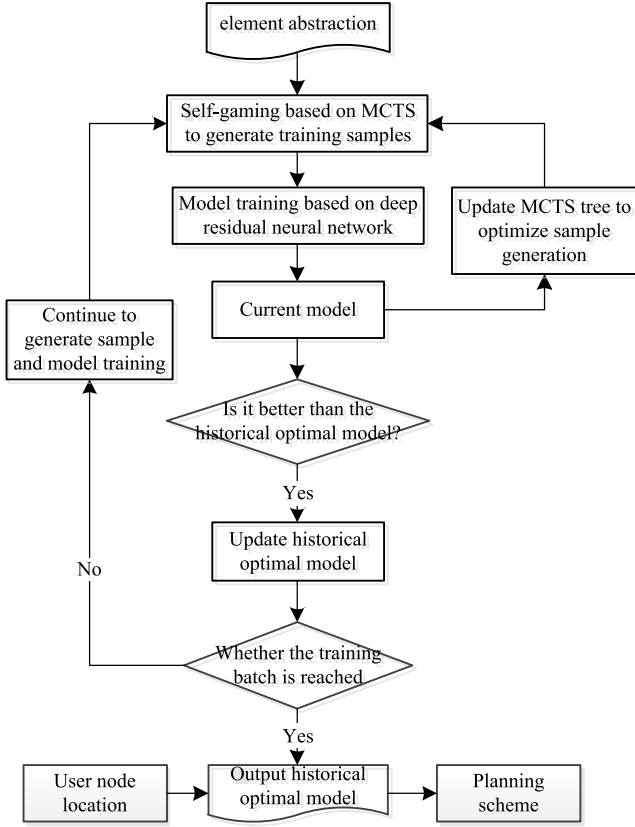 element abstraction
Self-gaming based on MCTS
to generate training samples
Model training based on deep
residual neural network
Update MCTS tree to
optimize sample
generation
Current model
Continue to
generate sample
and model training
Is it better than the
historical optimal model?
Yes
Update historical
optimal model
No
Whether the training
batch is reached
Yes
User node
location
Output historical
optimal model
Planning
scheme